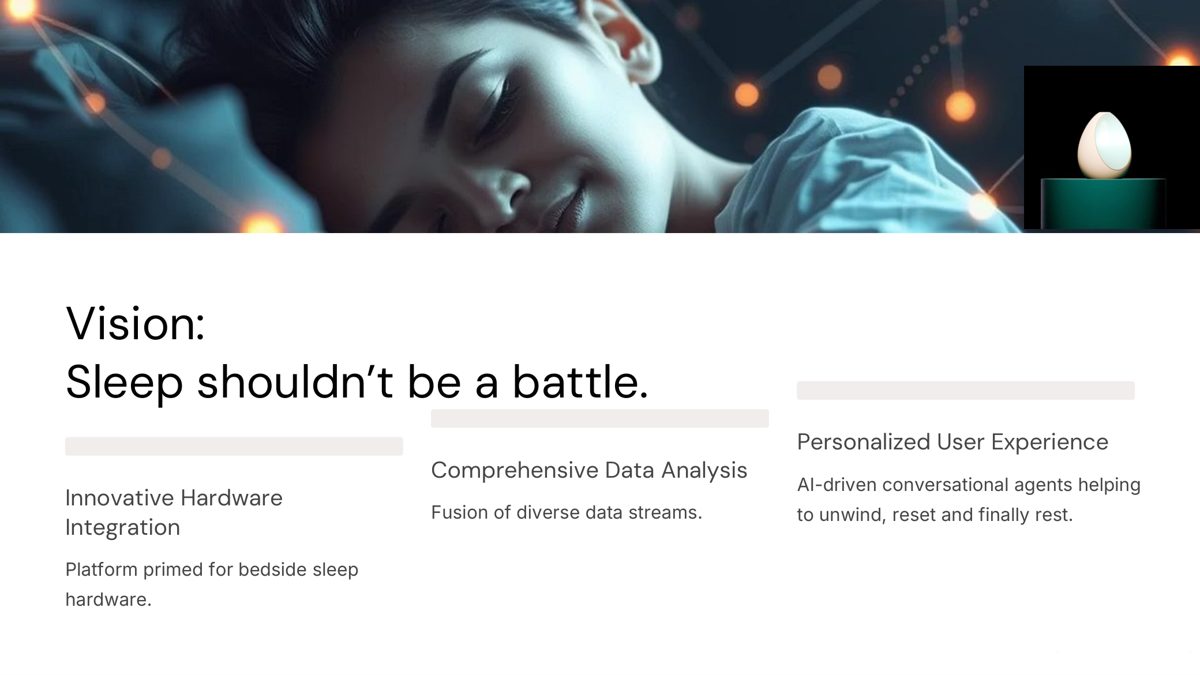 Vision:
Sleep shouldn’t be a battle.
Innovative Hardware
Integration
Platform primed for bedside sleep
hardware.
Comprehensive Data Analysis
Fusion of diverse data streams.
Personalized User Experience
AI-driven conversational agents helping
to unwind, reset and finally rest.